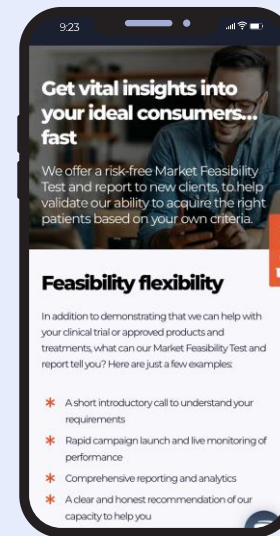 9:23
Get vital insights into
your ideal consumers...
fast
We offer a risk-free Market Feasibility
Test and report to new clients, to help
validate our ability to acquire the right
patients based on your own criteria.
Feasibility flexibility
In addition to demonstrating that we can help with
your clinical trial or approved products and
treatments, what can our Market Feasibility Test and
report tell you? Here are just a few examples:
* A short introductory call to understand your
requirements
* Rapid campaign launch and live monitoring of
performance
* Comprehensive reporting and analytics
* A clear and honest recommendation of our
capacity to help you